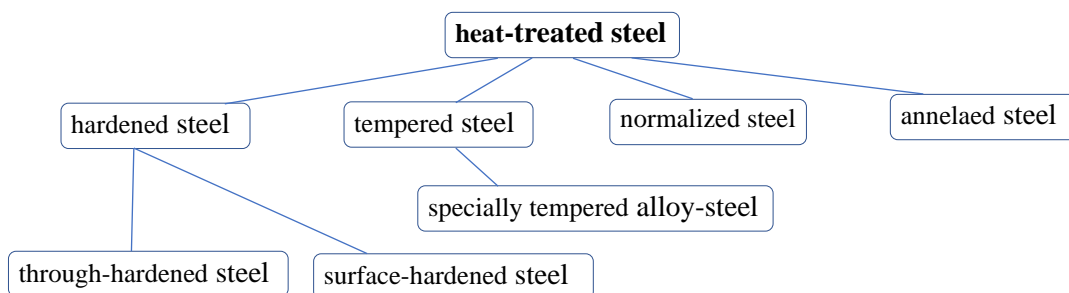 heat-treated steel
hardened steel
tempered steel
normalized steel
annelaed steel
specially tempered alloy-steel
through-hardened steel
surface-hardened steel